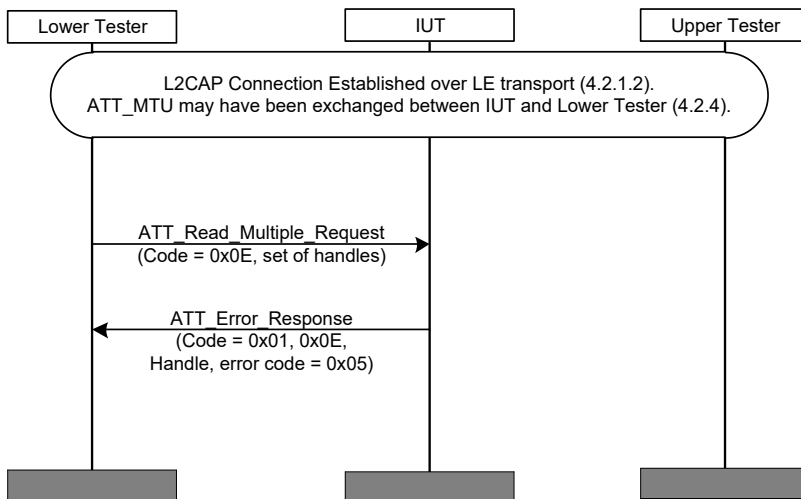 Lower Tester
IUT
Upper Tester
L2CAP Connection Established over LE transport (4.2.1.2).
ATT_MTU may have been exchanged between IUT and Lower Tester (4.2.4).
ATT_Read_Multiple_Request
(Code = 0x0E, set of handles)
ATT_Error_Response
(Code = 0x01, 0x0E,
Handle, error code = 0x05)